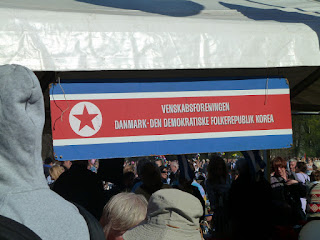 VENSKABSFORENINGEN
DANMARK-DEN DEMOKRATISKE FOLKEREPUBLIK KOREA